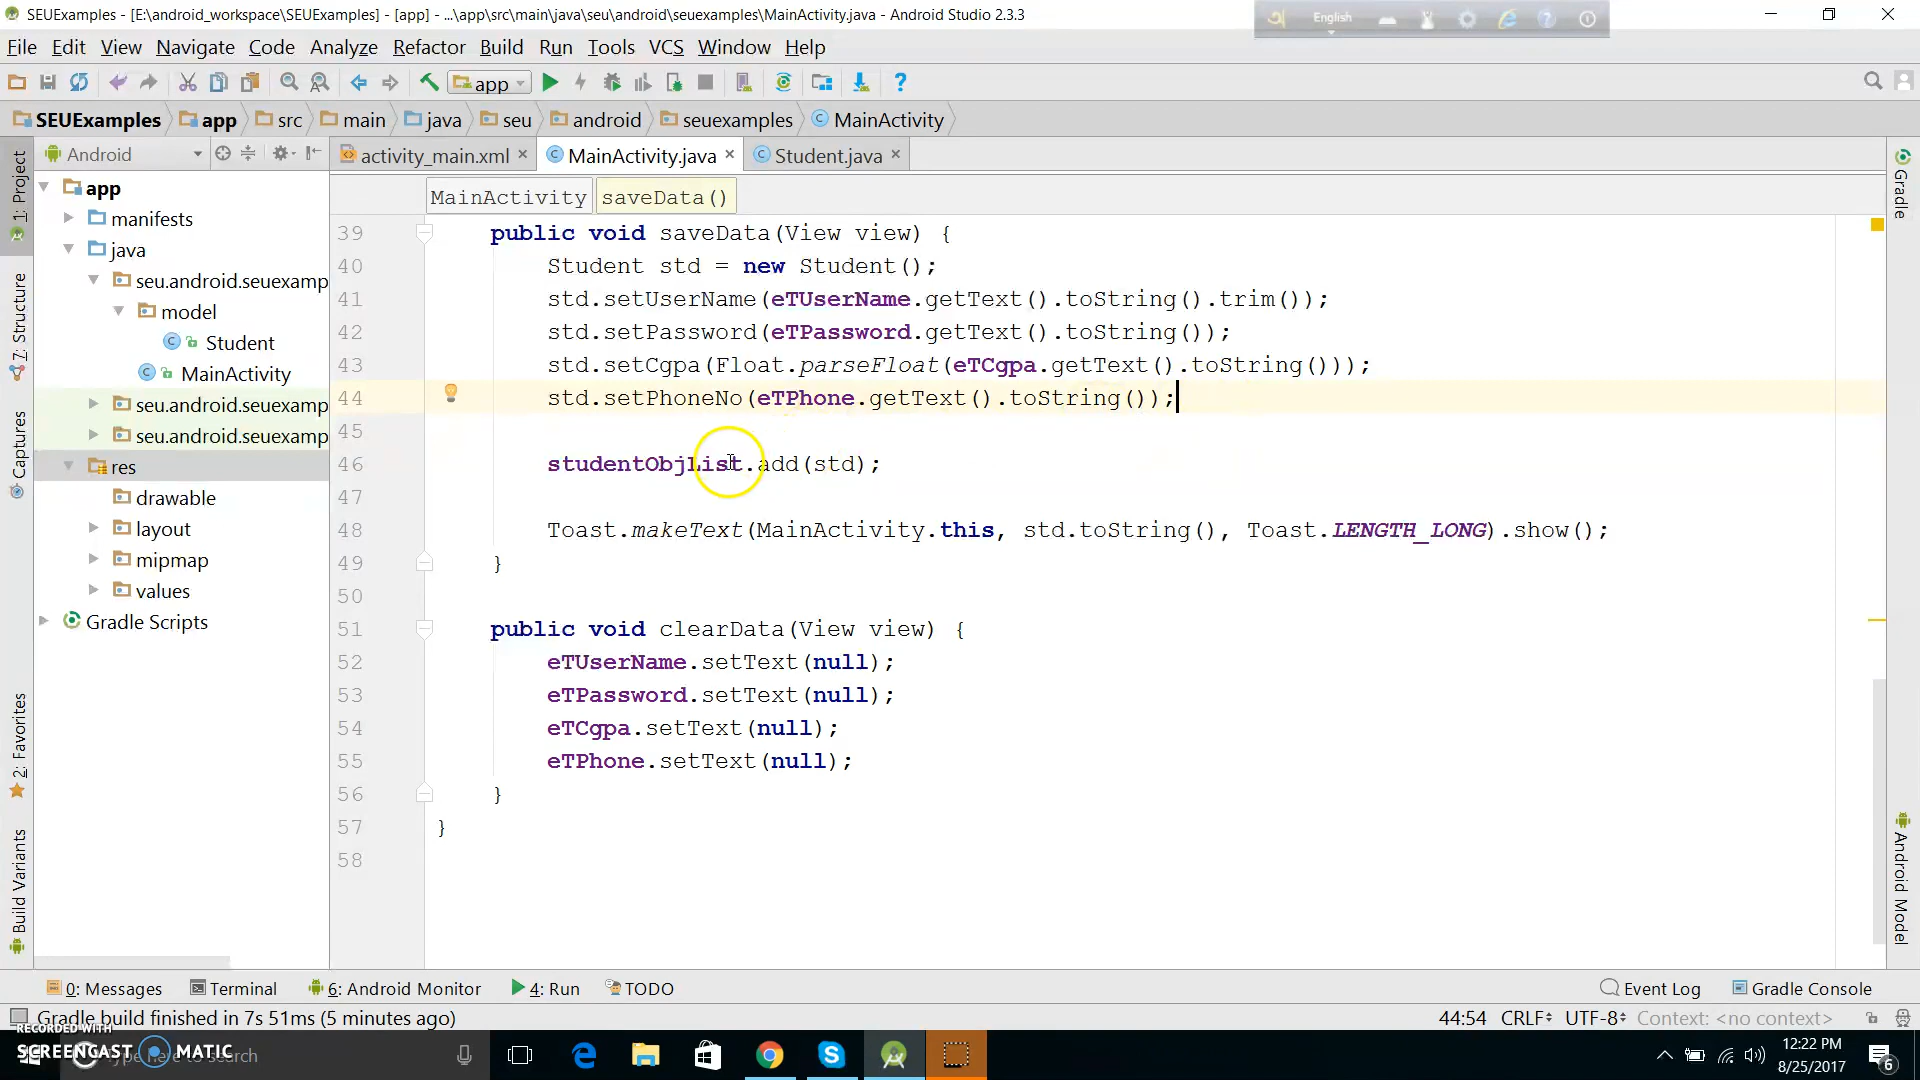 SEUExamples - [E:\android_workspace\SEUExamples] - [app] - ...\app\src\main\java\seu\android\seuexamples\MainActivity.java - Android Studio 2.3.3
English
File Edit View Navigate Code Analyze Refactor Build Run Tools VCS Window Help
app
SEUExamples app src main java seu android seuexamples MainActivity
Android
activity_main.xml MainActivity.java Student.java
MainActivity saveData()
1: Project
7: Structure
Captures
2: Favorites
Build Variants
Gradle
Android Model
app
manifests
java
seu.android.seuexamp
model
Student
MainActivity
seu.android.seuexamp
seu.android.seuexamp
res
drawable
layout
mipmap
values
Gradle Scripts
39 public void saveData(View view) {
40 Student std = new Student();
41 std.setUserName(eTUserName.getText().toString().trim());
42 std.setPassword(eTPassword.getText().toString());
43 std.setCgpa(Float.parseFloat(eTCgpa.getText().toString()));
44 std.setPhoneNo(eTPhone.getText().toString());
45
46 studentObjList.add(std);
47
48 Toast.makeText(MainActivity.this, std.toString(), Toast.LENGTH_LONG).show();
49 }
50
51 public void clearData(View view) {
52 eTUserName.setText(null);
53 eTPassword.setText(null);
54 eTCgpa.setText(null);
55 eTPhone.setText(null);
56 }
57 }
58
0: Messages Terminal 6: Android Monitor 4: Run TODO Event Log Gradle Console
Gradle build finished in 7s 51ms (5 minutes ago) 44:54 CRLF UTF-8 Context: <no context>
RECORDED WITH
SCREENCAST MATIC
to search
12:22 PM
8/25/2017
6